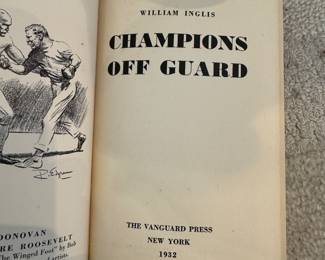 DONOVAN
RE ROOSEVELT
The Winged Foot" by Bob
Artists.
WILLIAM INGLIS
CHAMPIONS
OFF GUARD
THE VANGUARD PRESS
NEW YORK
1932